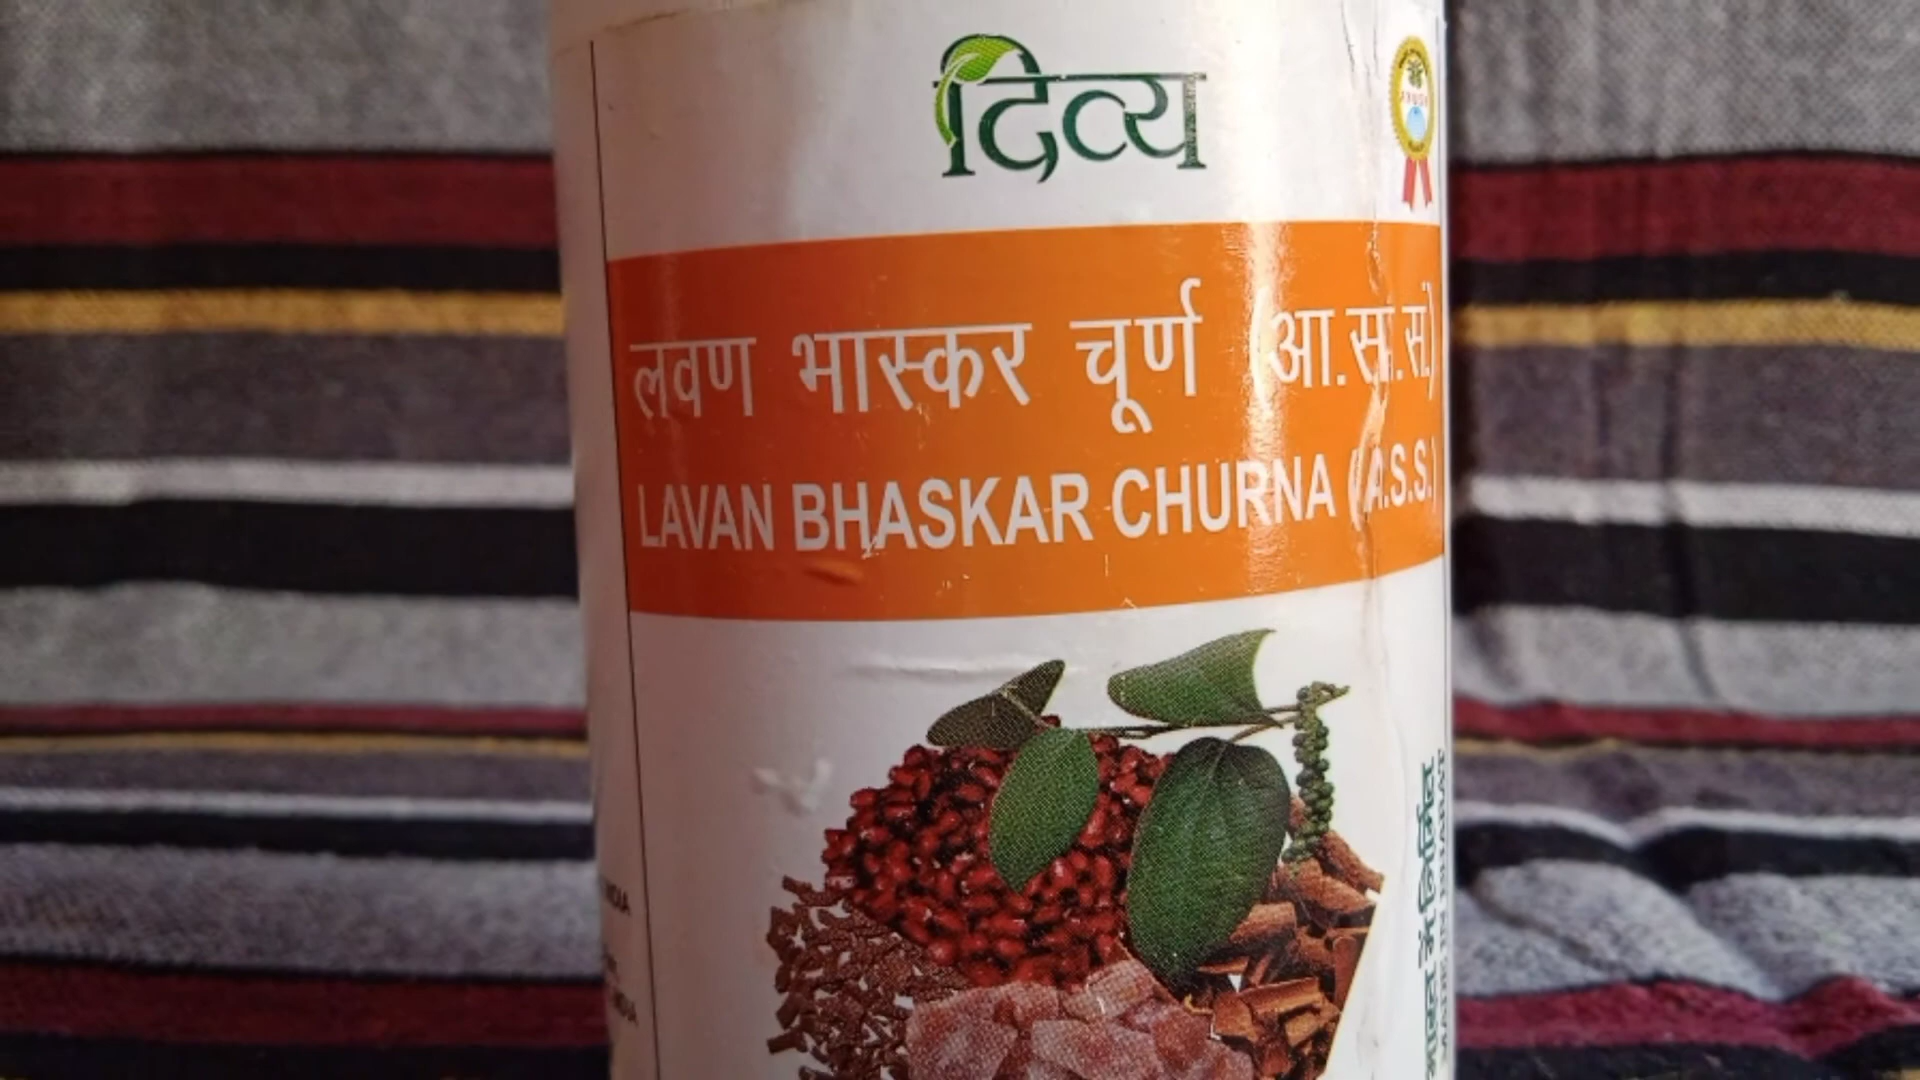 दिव्य
लवण भास्कर चूर्ण (आ.सा.सं.)
LAVAN BHASKAR CHURNA (A.S.S.)